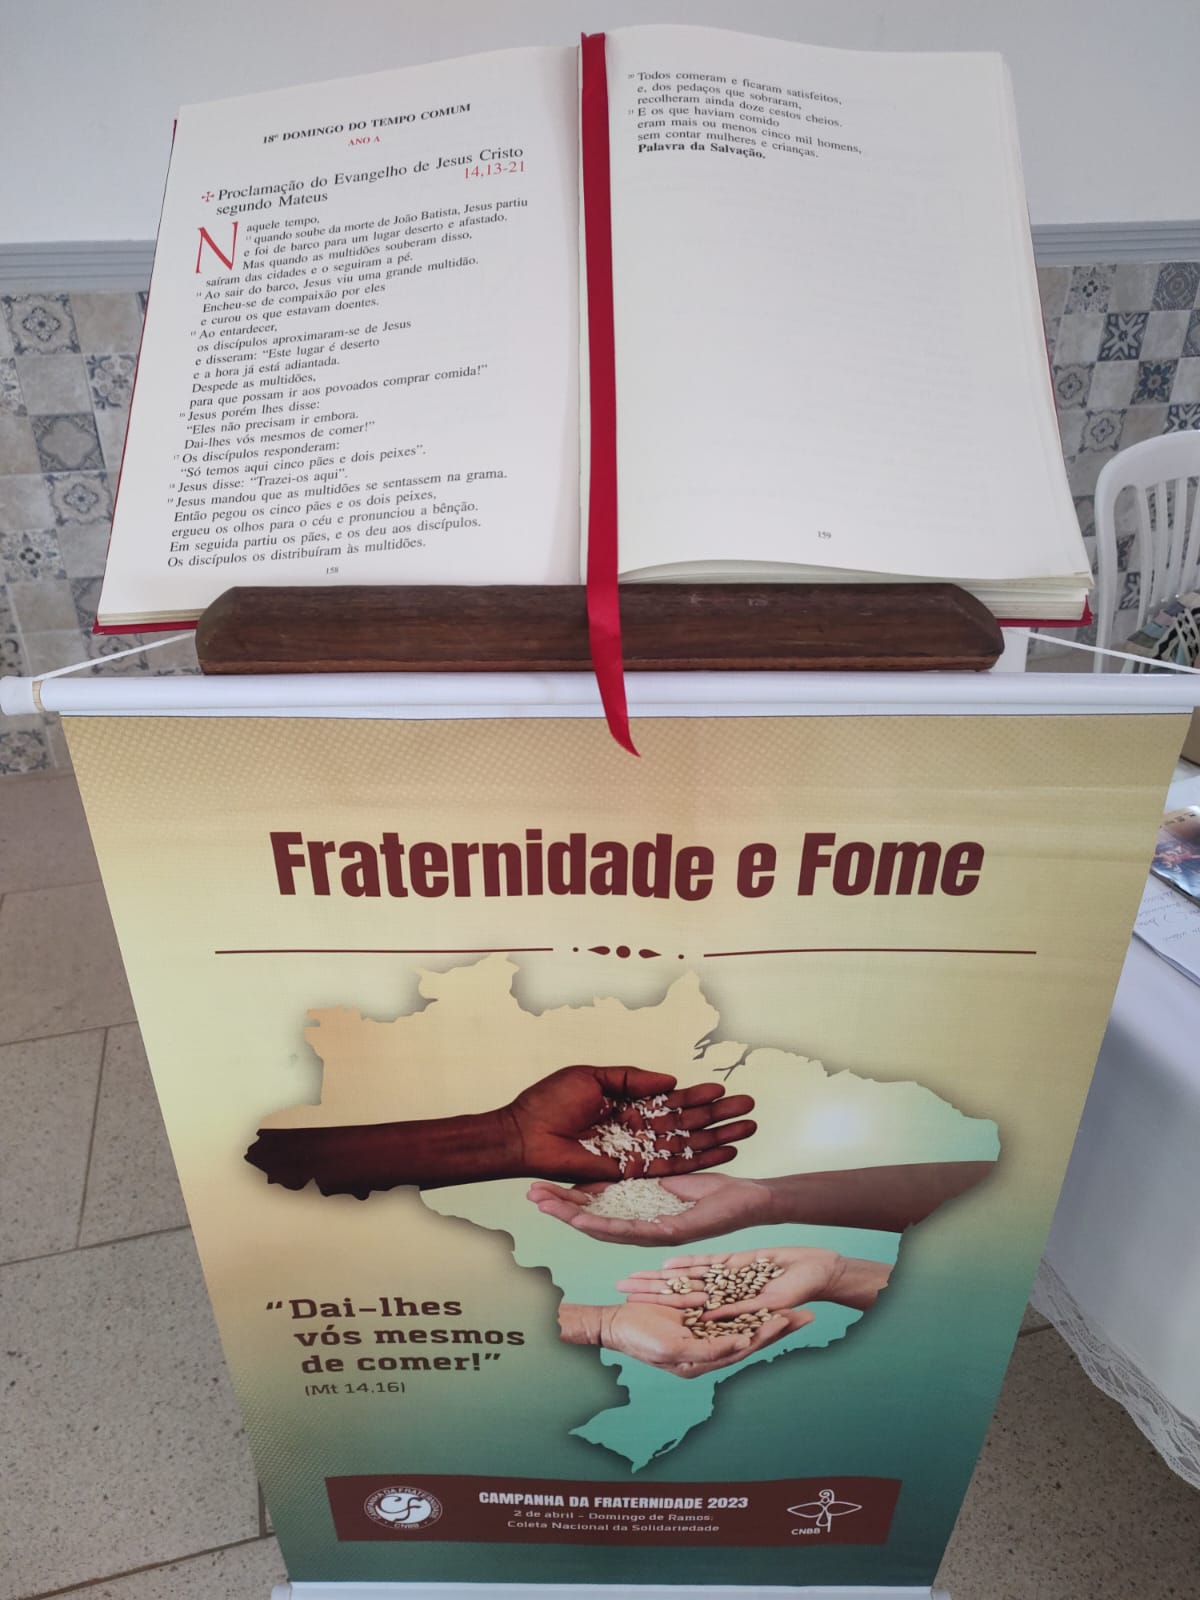 18º DOMINGO DO TEMPO COMUM
ANO A
✠ Proclamação do Evangelho de Jesus Cristo
segundo Mateus 14,13-21
Naquele tempo,
13 quando soube da morte de João Batista, Jesus partiu
e foi de barco para um lugar deserto e afastado.
Mas quando as multidões souberam disso,
saíram das cidades e o seguiram a pé.
14 Ao sair do barco, Jesus viu uma grande multidão.
Encheu-se de compaixão por eles
e curou os que estavam doentes.
15 Ao entardecer,
os discípulos aproximaram-se de Jesus
e disseram: “Este lugar é deserto
e a hora já está adiantada.
Despede as multidões,
para que possam ir aos povoados comprar comida!”
16 Jesus porém lhes disse:
“Eles não precisam ir embora.
Dai-lhes vós mesmos de comer!”
17 Os discípulos responderam:
“Só temos aqui cinco pães e dois peixes”.
18 Jesus disse: “Trazei-os aqui”.
19 Jesus mandou que as multidões se sentassem na grama.
Então pegou os cinco pães e os dois peixes,
ergueu os olhos para o céu e pronunciou a bênção.
Em seguida partiu os pães, e os deu aos discípulos.
Os discípulos os distribuíram às multidões.
158
20 Todos comeram e ficaram satisfeitos,
e, dos pedaços que sobraram,
recolheram ainda doze cestos cheios.
21 E os que haviam comido
eram mais ou menos cinco mil homens,
sem contar mulheres e crianças.
Palavra da Salvação.
159
Fraternidade e Fome
“Dai-lhes
vós mesmos
de comer!”
(Mt 14,16)
CAMPANHA DA FRATERNIDADE
CF
CNBB
CAMPANHA DA FRATERNIDADE 2023
2 de abril - Domingo de Ramos:
Coleta Nacional da Solidariedade
CNBB